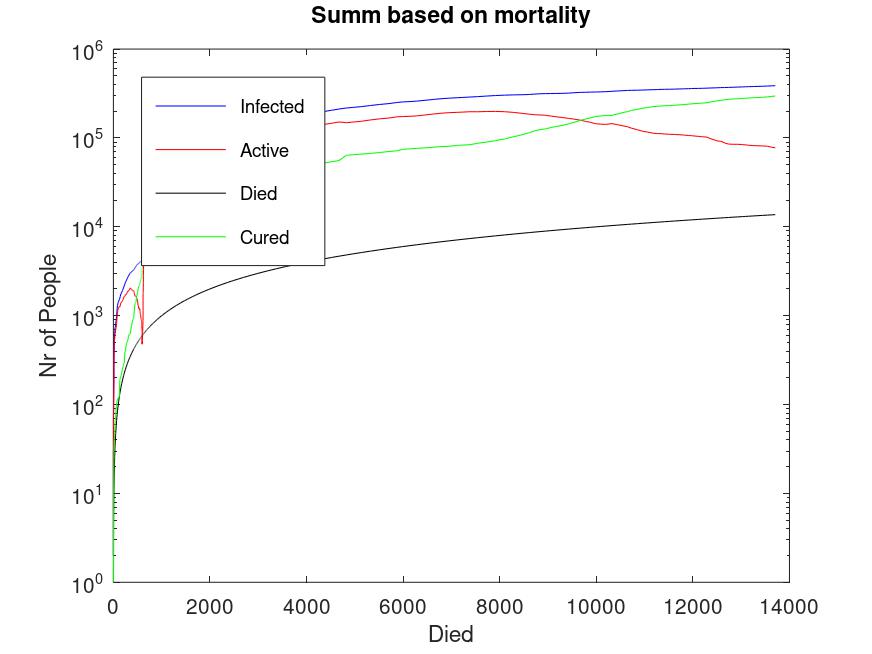 Summ based on mortality
10^6
10^5
10^4
10^3
10^2
10^1
10^0
Nr of People
Infected
Active
Died
Cured
0 2000 4000 6000 8000 10000 12000 14000
Died